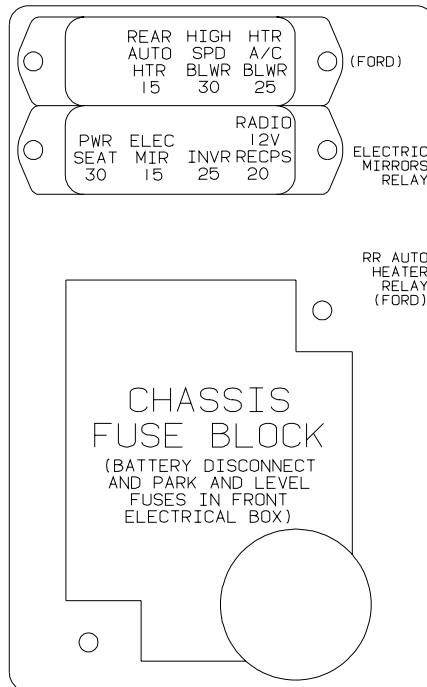 REAR HIGH HTR
AUTO SPD A/C
HTR BLWR BLWR
15 30 25
(FORD)
RADIO
PWR ELEC 12V
SEAT MIR INVR RECPS
30 15 25 20
ELECTRIC
MIRRORS
RELAY
RR AUTO
HEATER
RELAY
(FORD)
CHASSIS
FUSE BLOCK
(BATTERY DISCONNECT
AND PARK AND LEVEL
FUSES IN FRONT
ELECTRICAL BOX)